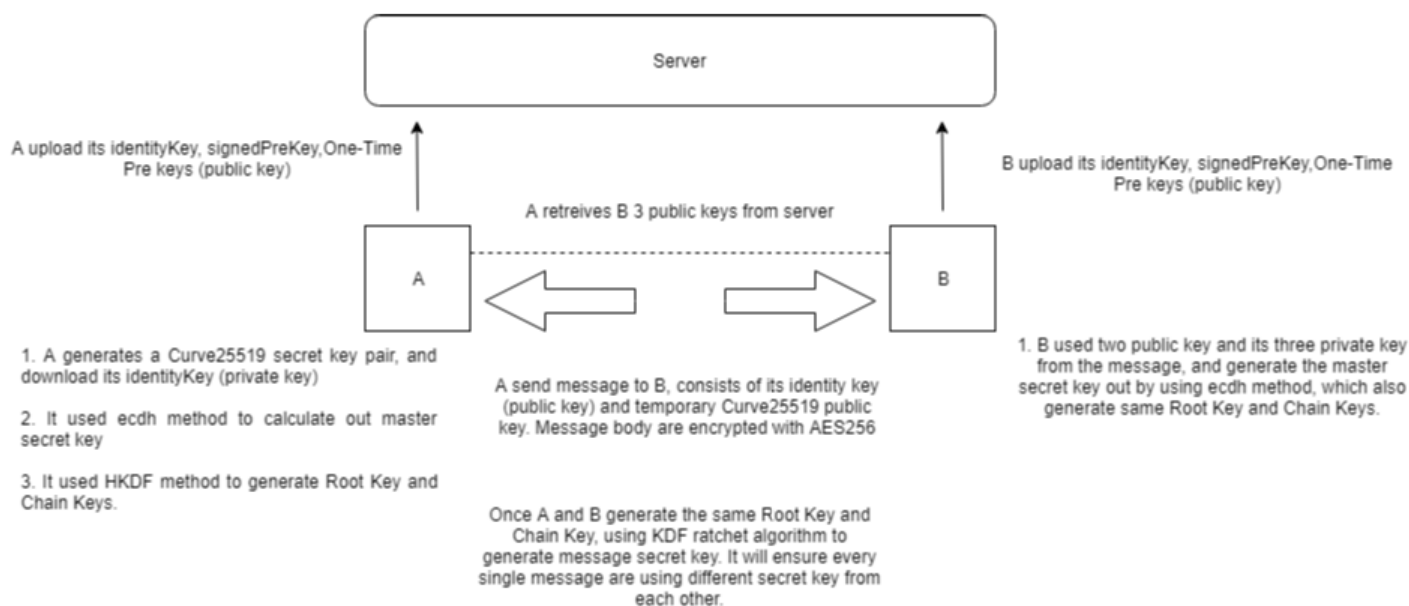 Server
A upload its identityKey, signedPreKey,One-Time
Pre keys (public key)
B upload its identityKey, signedPreKey,One-Time
Pre keys (public key)
A retreives B 3 public keys from server
A
B
1. A generates a Curve25519 secret key pair, and
download its identityKey (private key)
2. It used ecdh method to calculate out master
secret key
3. It used HKDF method to generate Root Key and
Chain Keys.
A send message to B, consists of its identity key
(public key) and temporary Curve25519 public
key. Message body are encrypted with AES256
Once A and B generate the same Root Key and
Chain Key, using KDF ratchet algorithm to
generate message secret key. It will ensure every
single message are using different secret key from
each other.
1. B used two public key and its three private key
from the message, and generate the master
secret key out by using ecdh method, which also
generate same Root Key and Chain Keys.